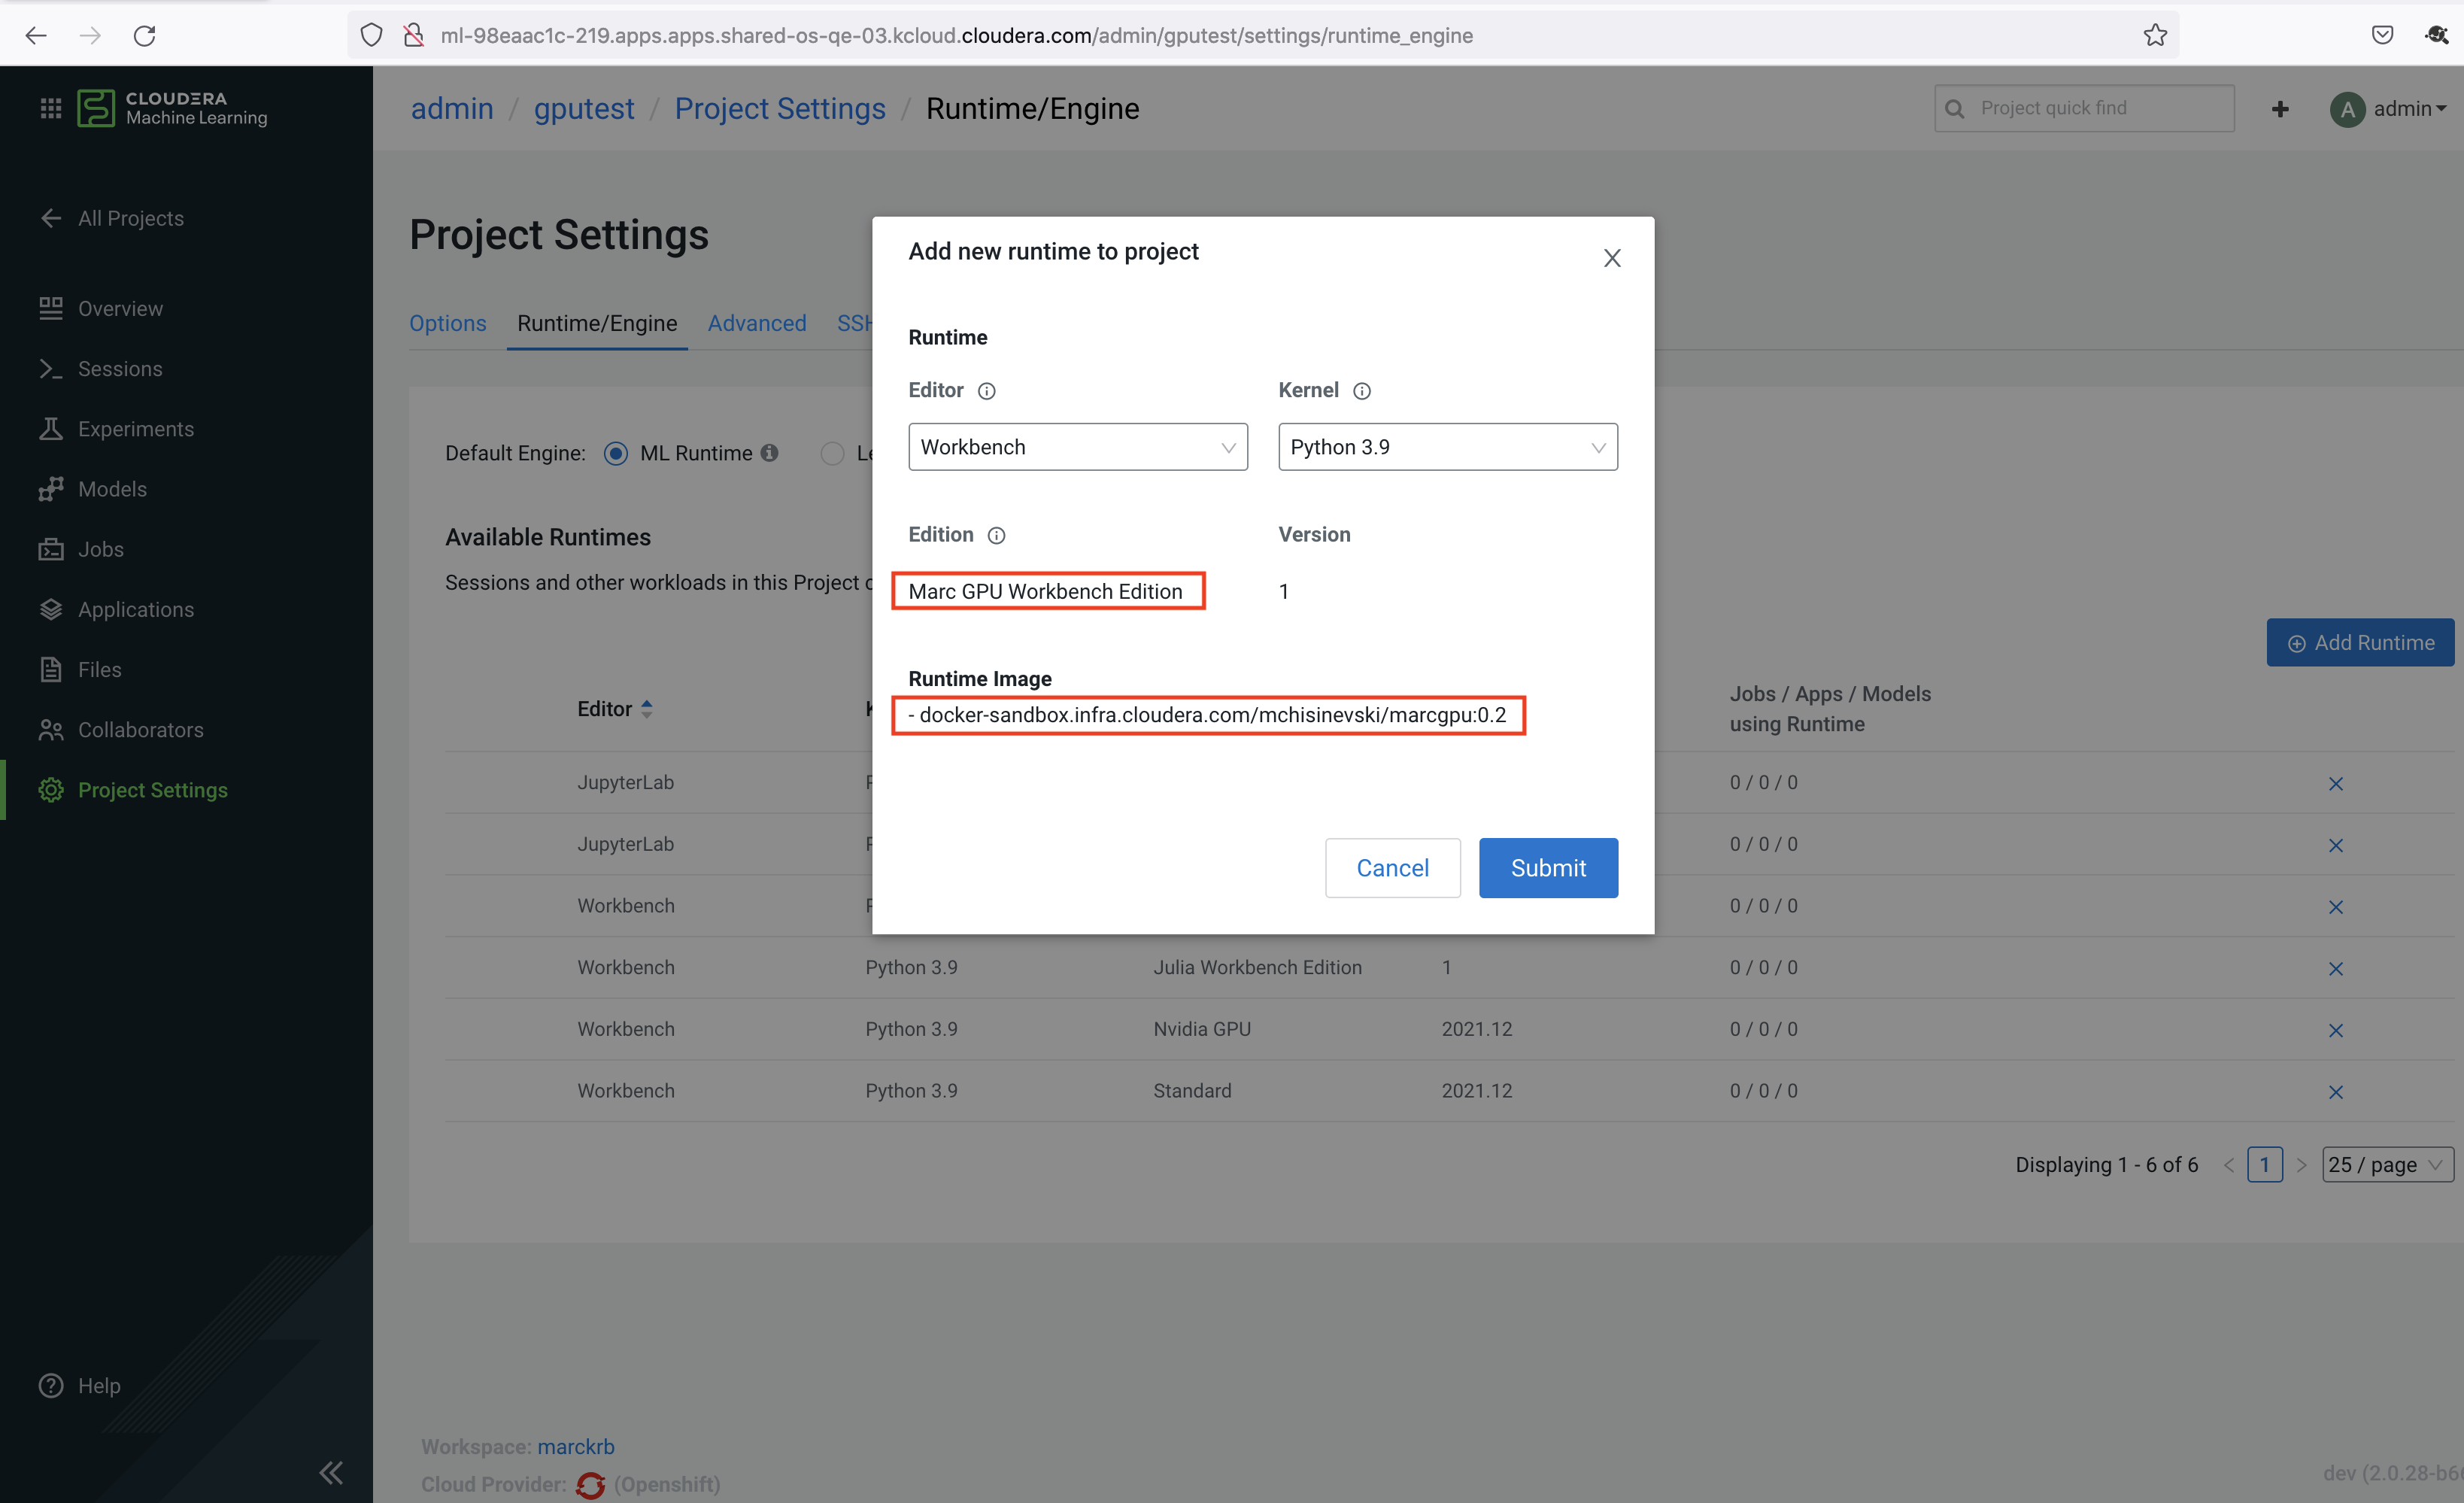 ml-98eaac1c-219.apps.apps.shared-os-qe-03.kcloud.cloudera.com/admin/gputest/settings/runtime_engine
CLOUDERA
Machine Learning
admin / gputest / Project Settings / Runtime/Engine
Project quick find
A admin
All Projects
Overview
Sessions
Experiments
Models
Jobs
Applications
Files
Collaborators
Project Settings
Help
Project Settings
Options Runtime/Engine Advanced SSH
Default Engine: ML Runtime
Available Runtimes
Sessions and other workloads in this Project
Add Runtime
Editor
Jobs / Apps / Models
using Runtime
JupyterLab 0 / 0 / 0
JupyterLab 0 / 0 / 0
Workbench 0 / 0 / 0
Workbench Python 3.9 Julia Workbench Edition 1 0 / 0 / 0
Workbench Python 3.9 Nvidia GPU 2021.12 0 / 0 / 0
Workbench Python 3.9 Standard 2021.12 0 / 0 / 0
Displaying 1 - 6 of 6 < 1 > 25 / page
Add new runtime to project
X
Runtime
Editor Kernel
Workbench Python 3.9
Edition Version
Marc GPU Workbench Edition 1
Runtime Image
- docker-sandbox.infra.cloudera.com/mchisinevski/marcgpu:0.2
Cancel Submit
Workspace: marckrb
Cloud Provider: (Openshift)
dev (2.0.28-b6